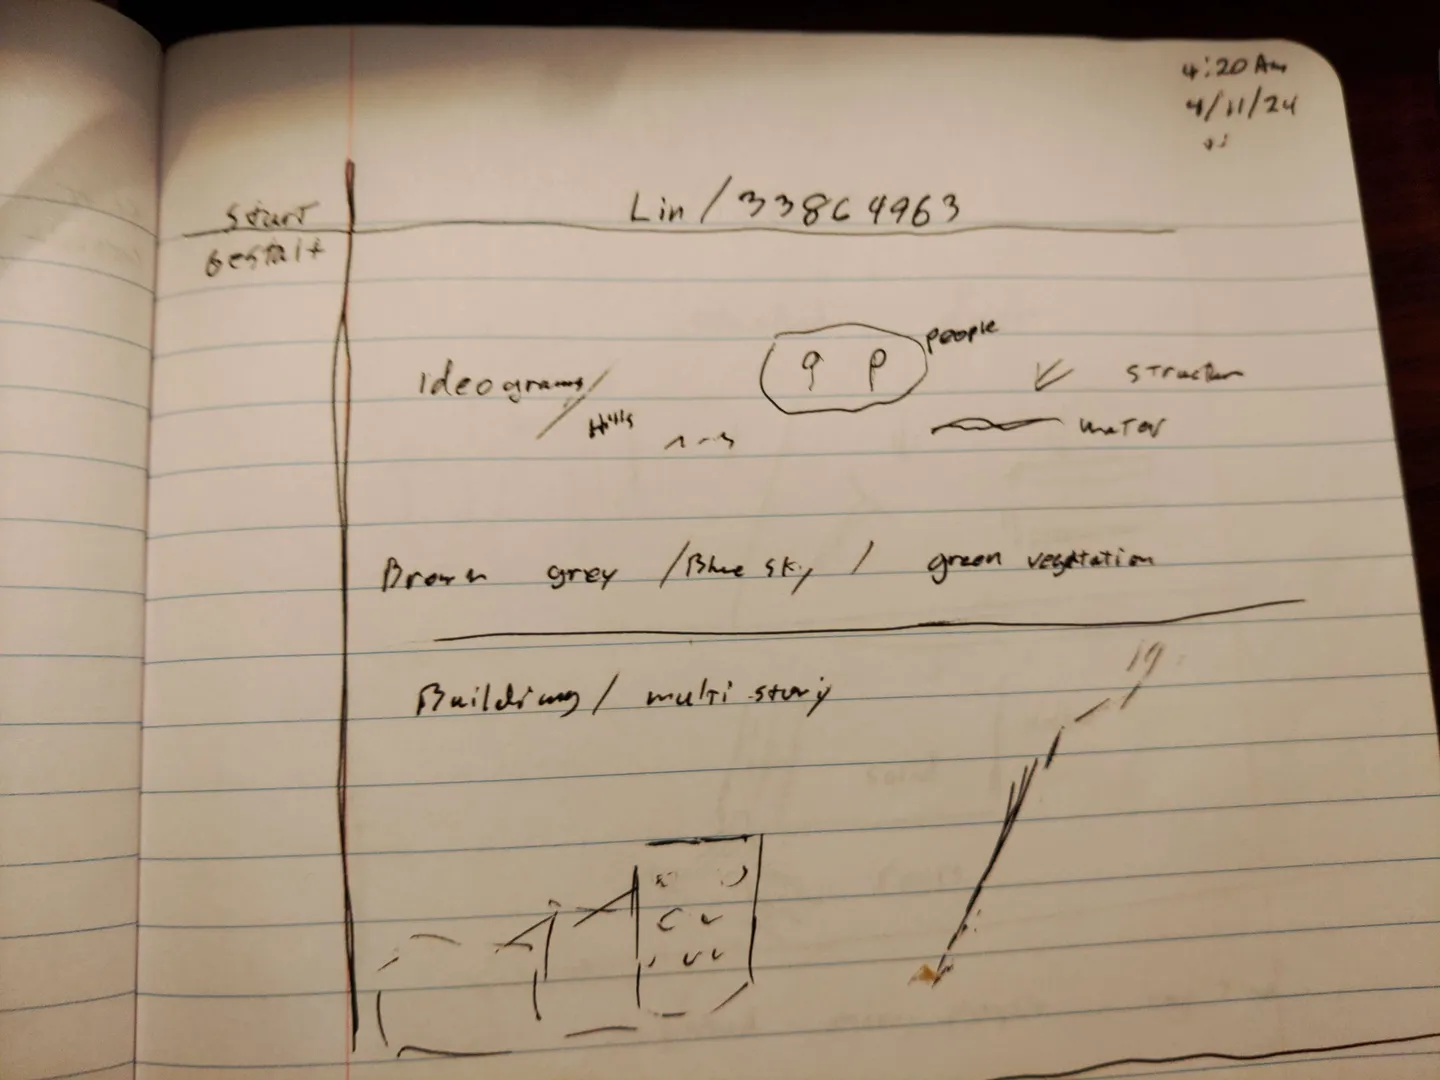 4:20 Am
4/11/24
Start
Lin / 33864963
Gestalt
people
Ideograms/
structure
Hills
water
Brown grey / Blue sky / green vegetation
Building / multi story